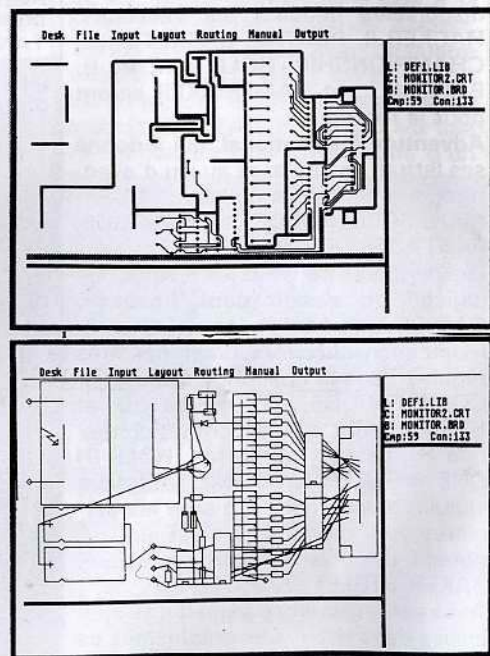 Desk File Input Layout Routing Manual Output
L: DEF1.LIB
C: MONITOR2.CRT
B: MONITOR.BRD
Cmp:59 Con:133
Desk File Input Layout Routing Manual Output
L: DEF1.LIB
C: MONITOR2.CRT
B: MONITOR.BRD
Cmp:59 Con:133